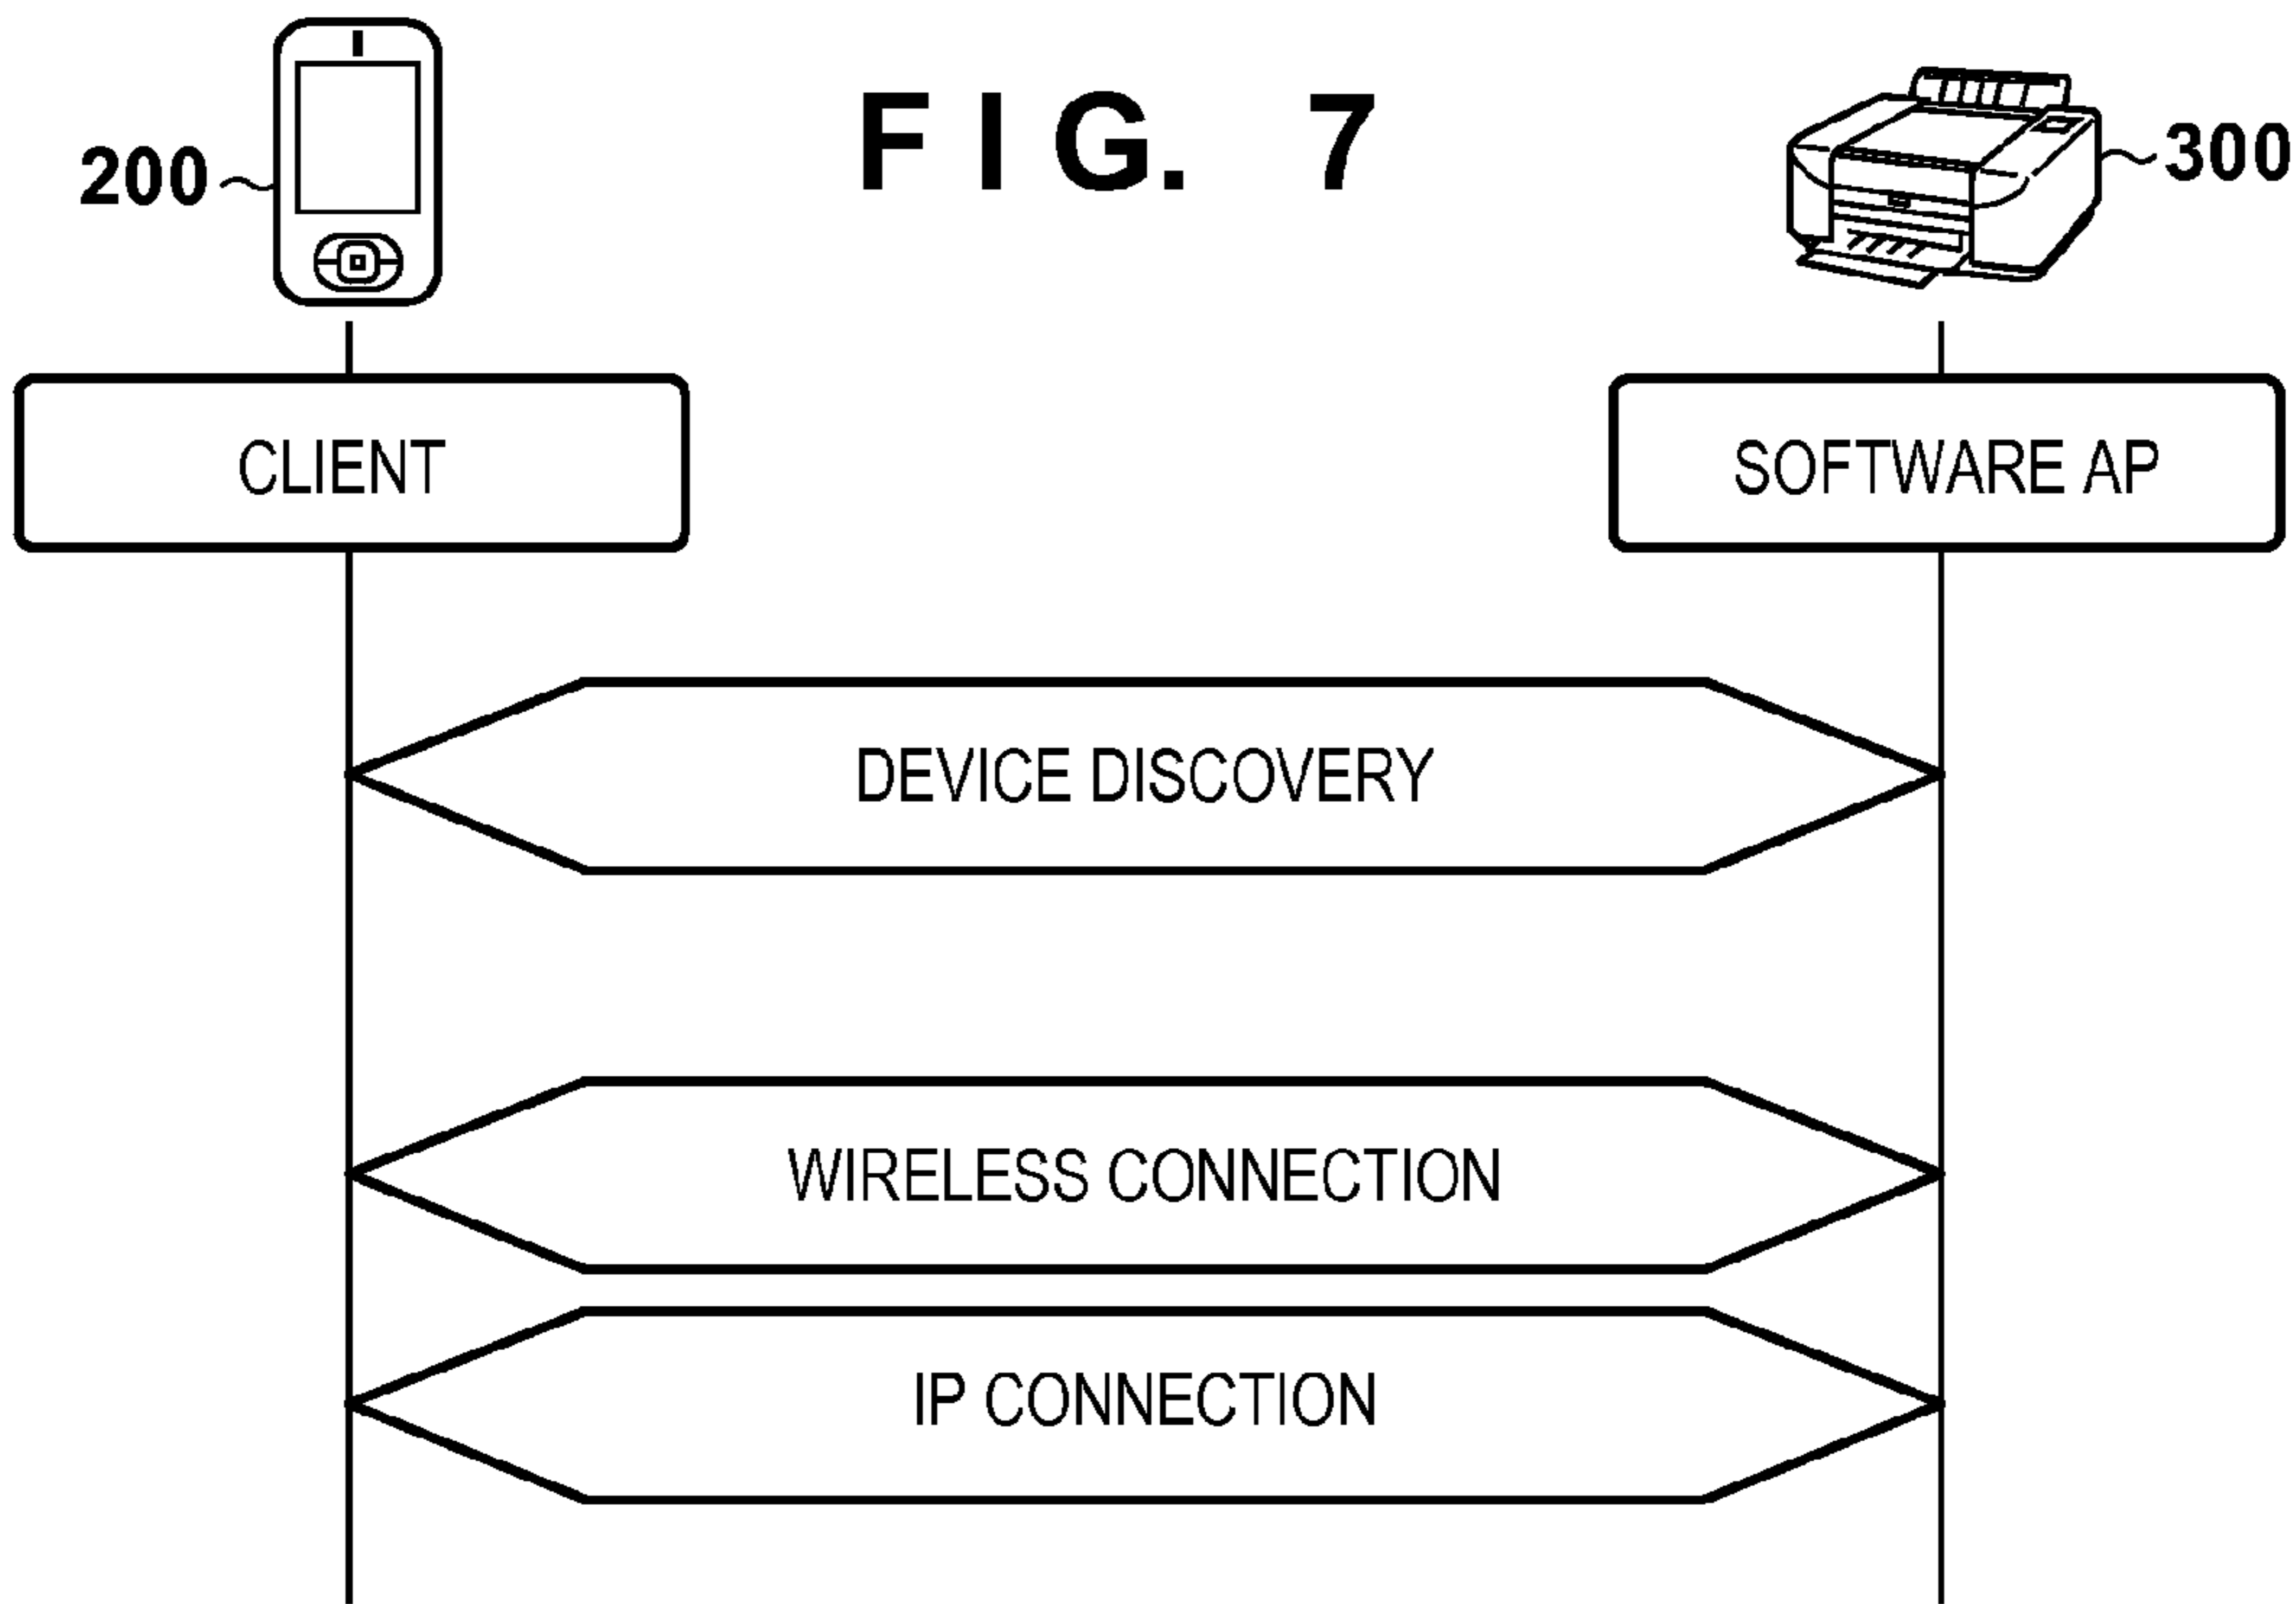 FIG. 7
200
300
CLIENT
SOFTWARE AP
DEVICE DISCOVERY
WIRELESS CONNECTION
IP CONNECTION